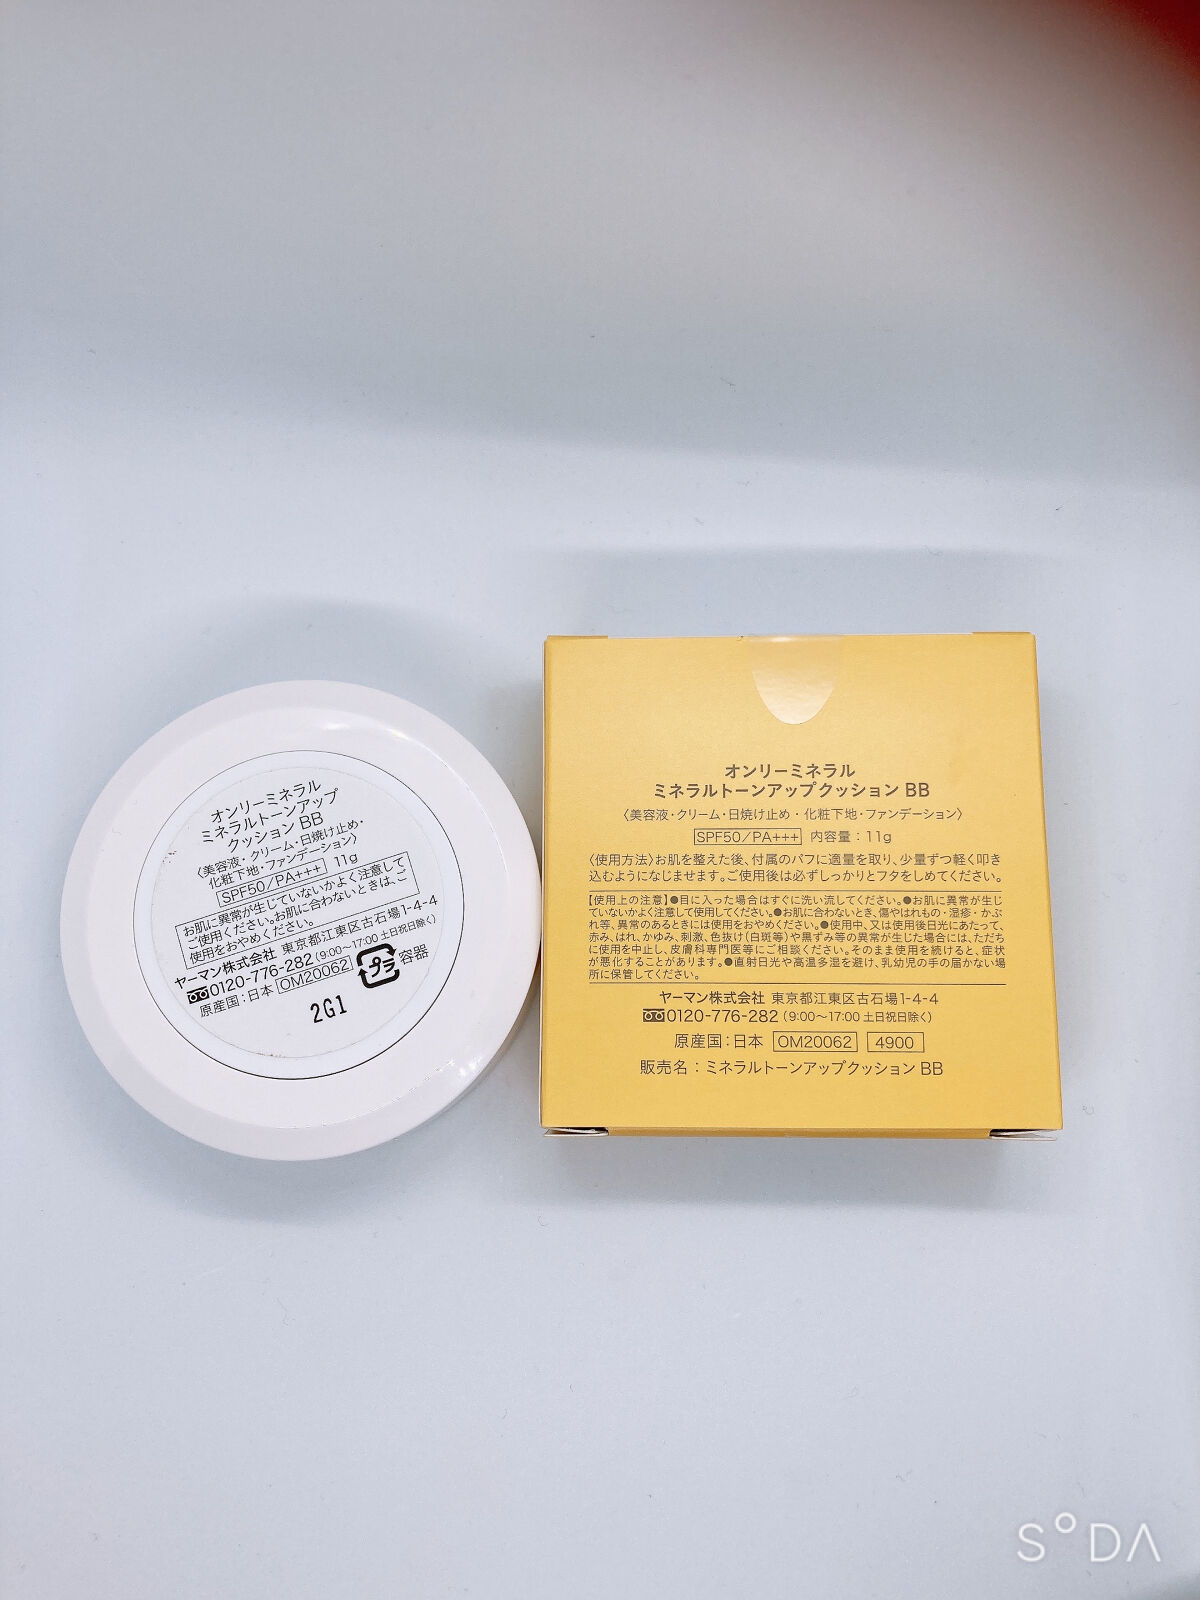 オンリーミネラル
ミネラルトーンアップ
クッション BB
〈美容液・クリーム・日焼け止め・
化粧下地・ファンデーション〉
SPF50/PA+++ 11g
お肌に異常が生じていないかよく注意して
ご使用ください。お肌に合わないときは、ご
使用をおやめください。
ヤーマン株式会社 東京都江東区古石場1-4-4
0120-776-282(9:00〜17:00 土日祝日除く)
原産国:日本 OM20062 プラ 容器
2G1
オンリーミネラル
ミネラルトーンアップクッション BB
〈美容液・クリーム・日焼け止め・化粧下地・ファンデーション〉
SPF50/PA+++ 内容量:11g
〈使用方法〉お肌を整えた後、付属のパフに適量を取り、少量ずつ軽く叩き
込むようになじませます。ご使用後は必ずしっかりとフタをしめてください。
【使用上の注意】●目に入った場合はすぐに洗い流してください。●お肌に異常が生じ
ていないかよく注意して使用してください。●お肌に合わないとき、傷やはれもの・湿疹・かぶ
れ等、異常のあるときには使用をおやめください。●使用中、又は使用後日光にあたって、
赤み、はれ、かゆみ、刺激、色抜け(白斑等)や黒ずみ等の異常が生じた場合には、ただち
に使用を中止し、皮膚科専門医等にご相談ください。そのまま使用を続けると、症状
が悪化することがあります。●直射日光や高温多湿を避け、乳幼児の手の届かない場
所に保管してください。
ヤーマン株式会社 東京都江東区古石場1-4-4
0120-776-282(9:00〜17:00 土日祝日除く)
原産国:日本 OM20062 4900
販売名:ミネラルトーンアップクッション BB
SODA